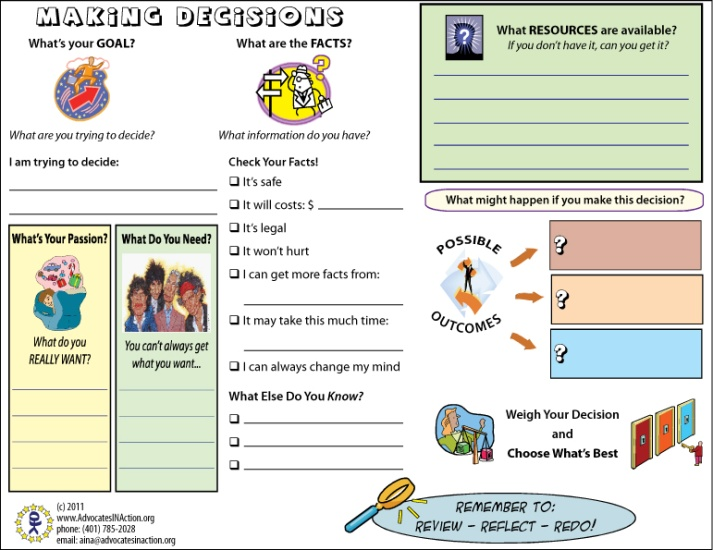 MAKING DECISIONS
What's your GOAL?
What are you trying to decide?
I am trying to decide:
What's Your Passion?
What do you
REALLY WANT?
What Do You Need?
You can't always get
what you want...
What are the FACTS?
?
What information do you have?
Check Your Facts!
It's safe
It will costs: $
It's legal
It won't hurt
I can get more facts from:
It may take this much time:
I can always change my mind
What Else Do You Know?
?
What RESOURCES are available?
If you don't have it, can you get it?
What might happen if you make this decision?
POSSIBLE
OUTCOMES
?
?
?
Weigh Your Decision
and
Choose What's Best
REMEMBER TO:
REVIEW – REFLECT – REDO!
(c) 2011
www.AdvocatesINAction.org
phone: (401) 785-2028
email: aina@advocatesinaction.org